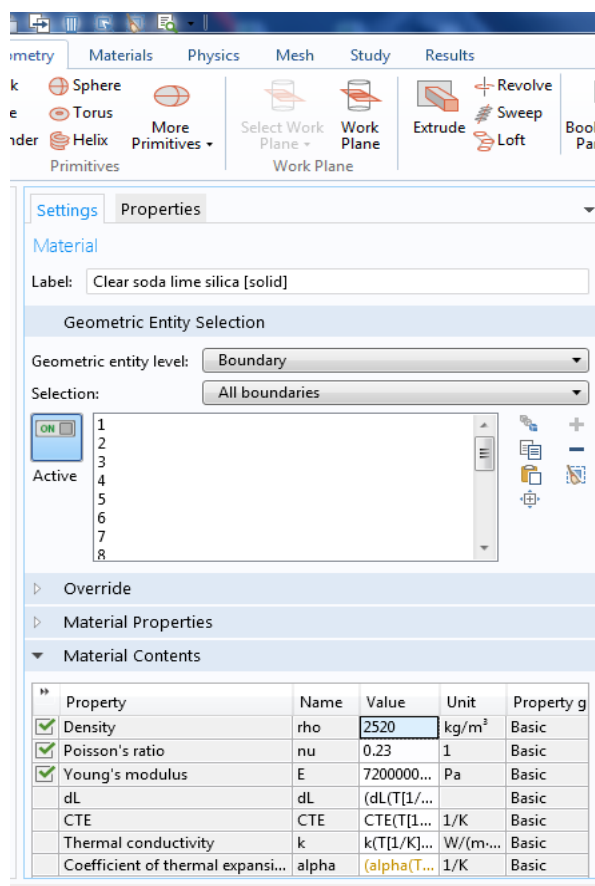 Materials Physics Mesh Study Results
Sphere
Torus
Helix
More
Primitives
Primitives
Select Work
Plane
Work
Plane
Work Plane
Extrude
Revolve
Sweep
Loft
Settings Properties
Material
Label: Clear soda lime silica [solid]
Geometric Entity Selection
Geometric entity level: Boundary
Selection: All boundaries
ON
Active
1
2
3
4
5
6
7
8
Override
Material Properties
Material Contents
Property Name Value Unit Property g
Density rho 2520 kg/m³ Basic
Poisson's ratio nu 0.23 1 Basic
Young's modulus E 7200000... Pa Basic
dL dL (dL(T[1/... Basic
CTE CTE CTE(T[1... 1/K Basic
Thermal conductivity k k(T[1/K]... W/(m·... Basic
Coefficient of thermal expansi... alpha (alpha(T... 1/K Basic